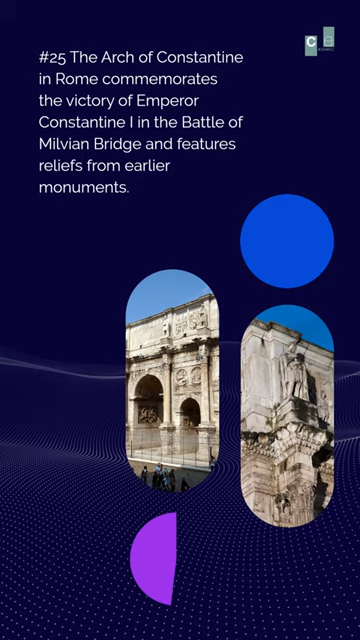 #25 The Arch of Constantine
in Rome commemorates
the victory of Emperor
Constantine I in the Battle of
Milvian Bridge and features
reliefs from earlier
monuments.
c e